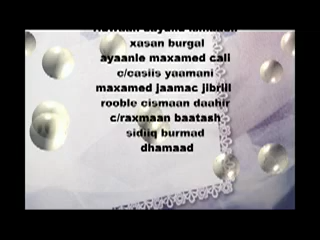 xasan burgal
ayaanle maxamed cali
c/casiis yaamani
maxamed jaamac jibriil
rooble cismaan daahir
c/raxmaan baatash
sidiiq burmad
dhamaad